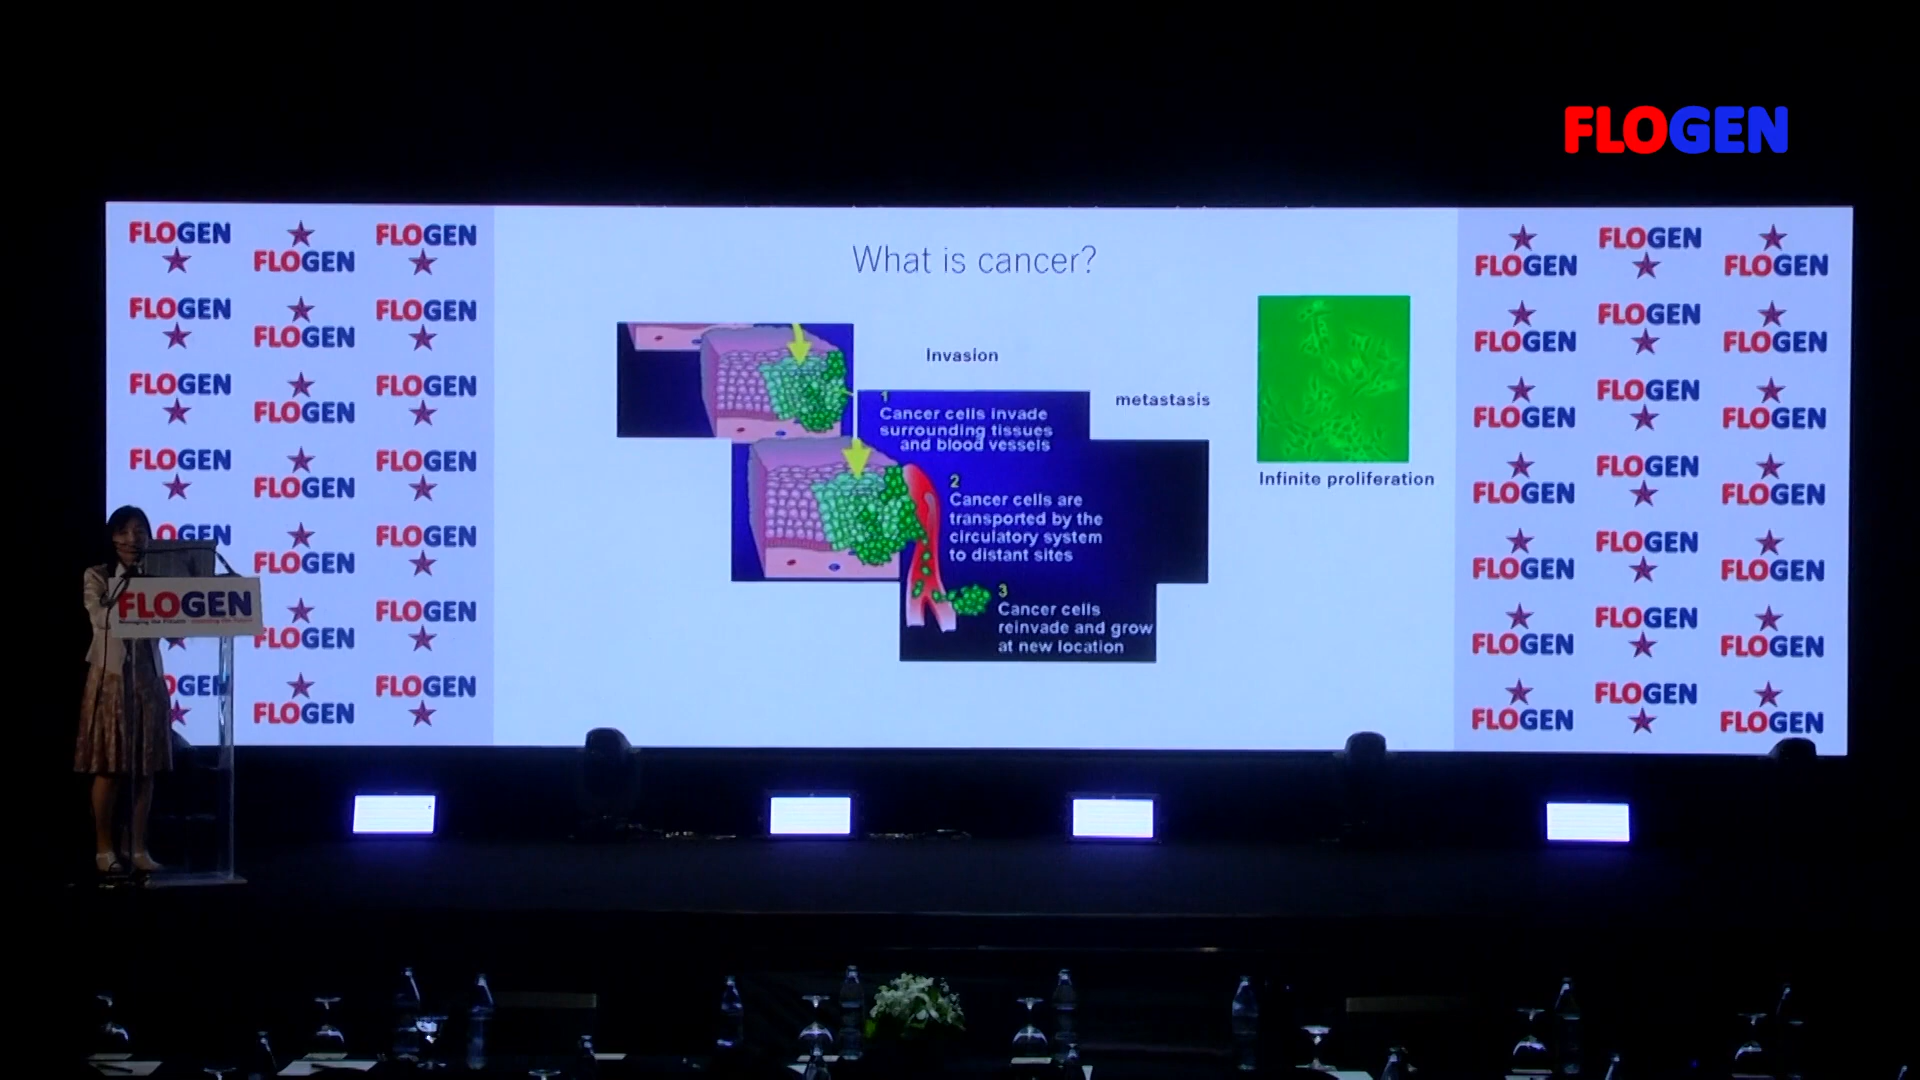 FLOGEN
What is cancer?
Invasion
metastasis
1
Cancer cells invade
surrounding tissues
and blood vessels
2
Cancer cells are
transported by the
circulatory system
to distant sites
3
Cancer cells
reinvade and grow
at new location
Infinite proliferation
FLOGEN FLOGEN
FLOGEN
FLOGEN FLOGEN
FLOGEN
FLOGEN FLOGEN
FLOGEN
FLOGEN FLOGEN
FLOGEN
FLOGEN
FLOGEN
FLOGEN
FLOGEN
FLOGEN
FLOGEN
FLOGEN
FLOGEN FLOGEN
FLOGEN
FLOGEN FLOGEN
FLOGEN
FLOGEN FLOGEN
FLOGEN
FLOGEN FLOGEN
FLOGEN
FLOGEN FLOGEN
FLOGEN
FLOGEN FLOGEN
FLOGEN
FLOGEN FLOGEN
FLOGEN